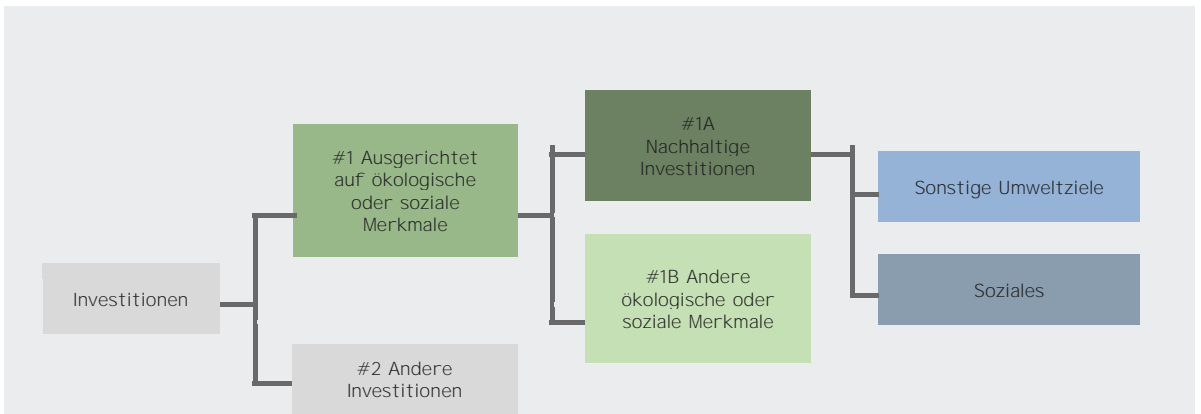 #1A
Nachhaltige
Investitionen
#1 Ausgerichtet
auf ökologische
oder soziale
Merkmale
Sonstige Umweltziele
#1B Andere
ökologische oder
soziale Merkmale
Soziales
Investitionen
#2 Andere
Investitionen